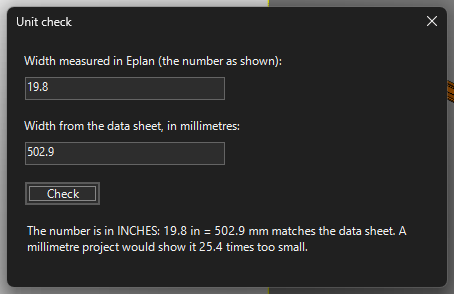 Unit check
Width measured in Eplan (the number as shown):
19.8
Width from the data sheet, in millimetres:
502.9
Check
The number is in INCHES: 19.8 in = 502.9 mm matches the data sheet. A
millimetre project would show it 25.4 times too small.